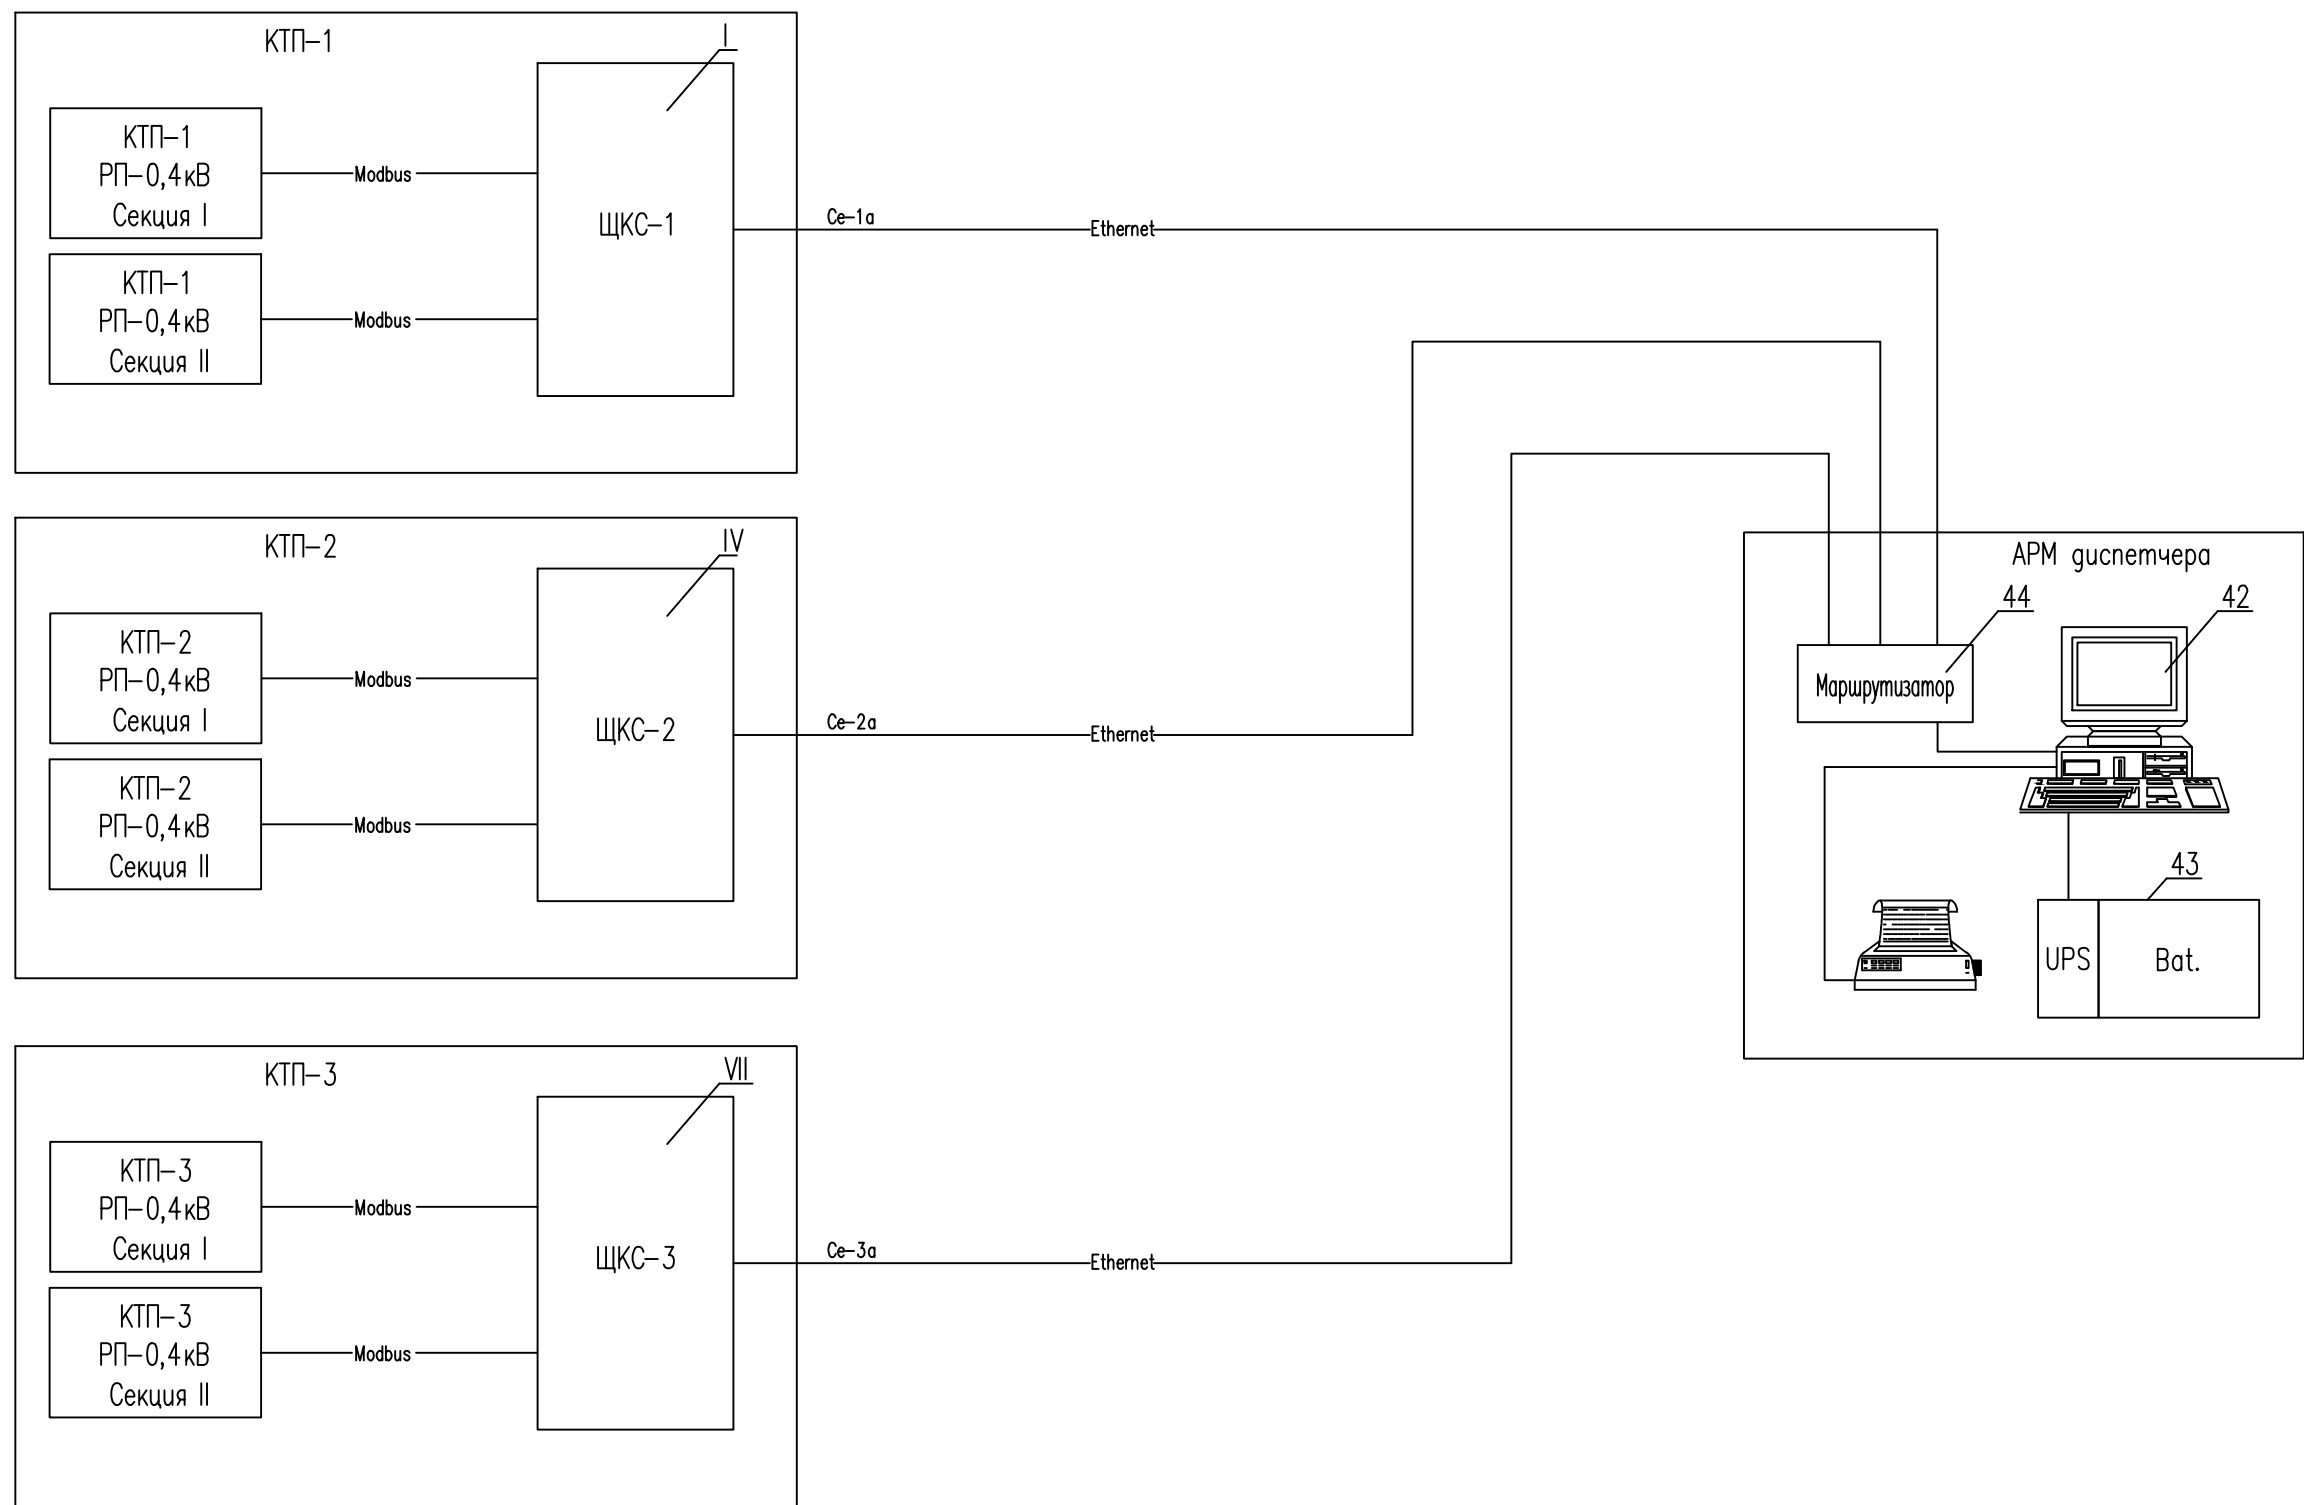 КТП-1
I
КТП-1
РП-0,4кВ
Секция I
Modbus
КТП-1
РП-0,4кВ
Секция II
Modbus
ЩКС-1
Се-1а
Ethernet
КТП-2
IV
КТП-2
РП-0,4кВ
Секция I
Modbus
КТП-2
РП-0,4кВ
Секция II
Modbus
ЩКС-2
Се-2а
Ethernet
КТП-3
VII
КТП-3
РП-0,4кВ
Секция I
Modbus
КТП-3
РП-0,4кВ
Секция II
Modbus
ЩКС-3
Се-3а
Ethernet
АРМ диспетчера
44
42
Маршрутизатор
43
UPS
Bat.